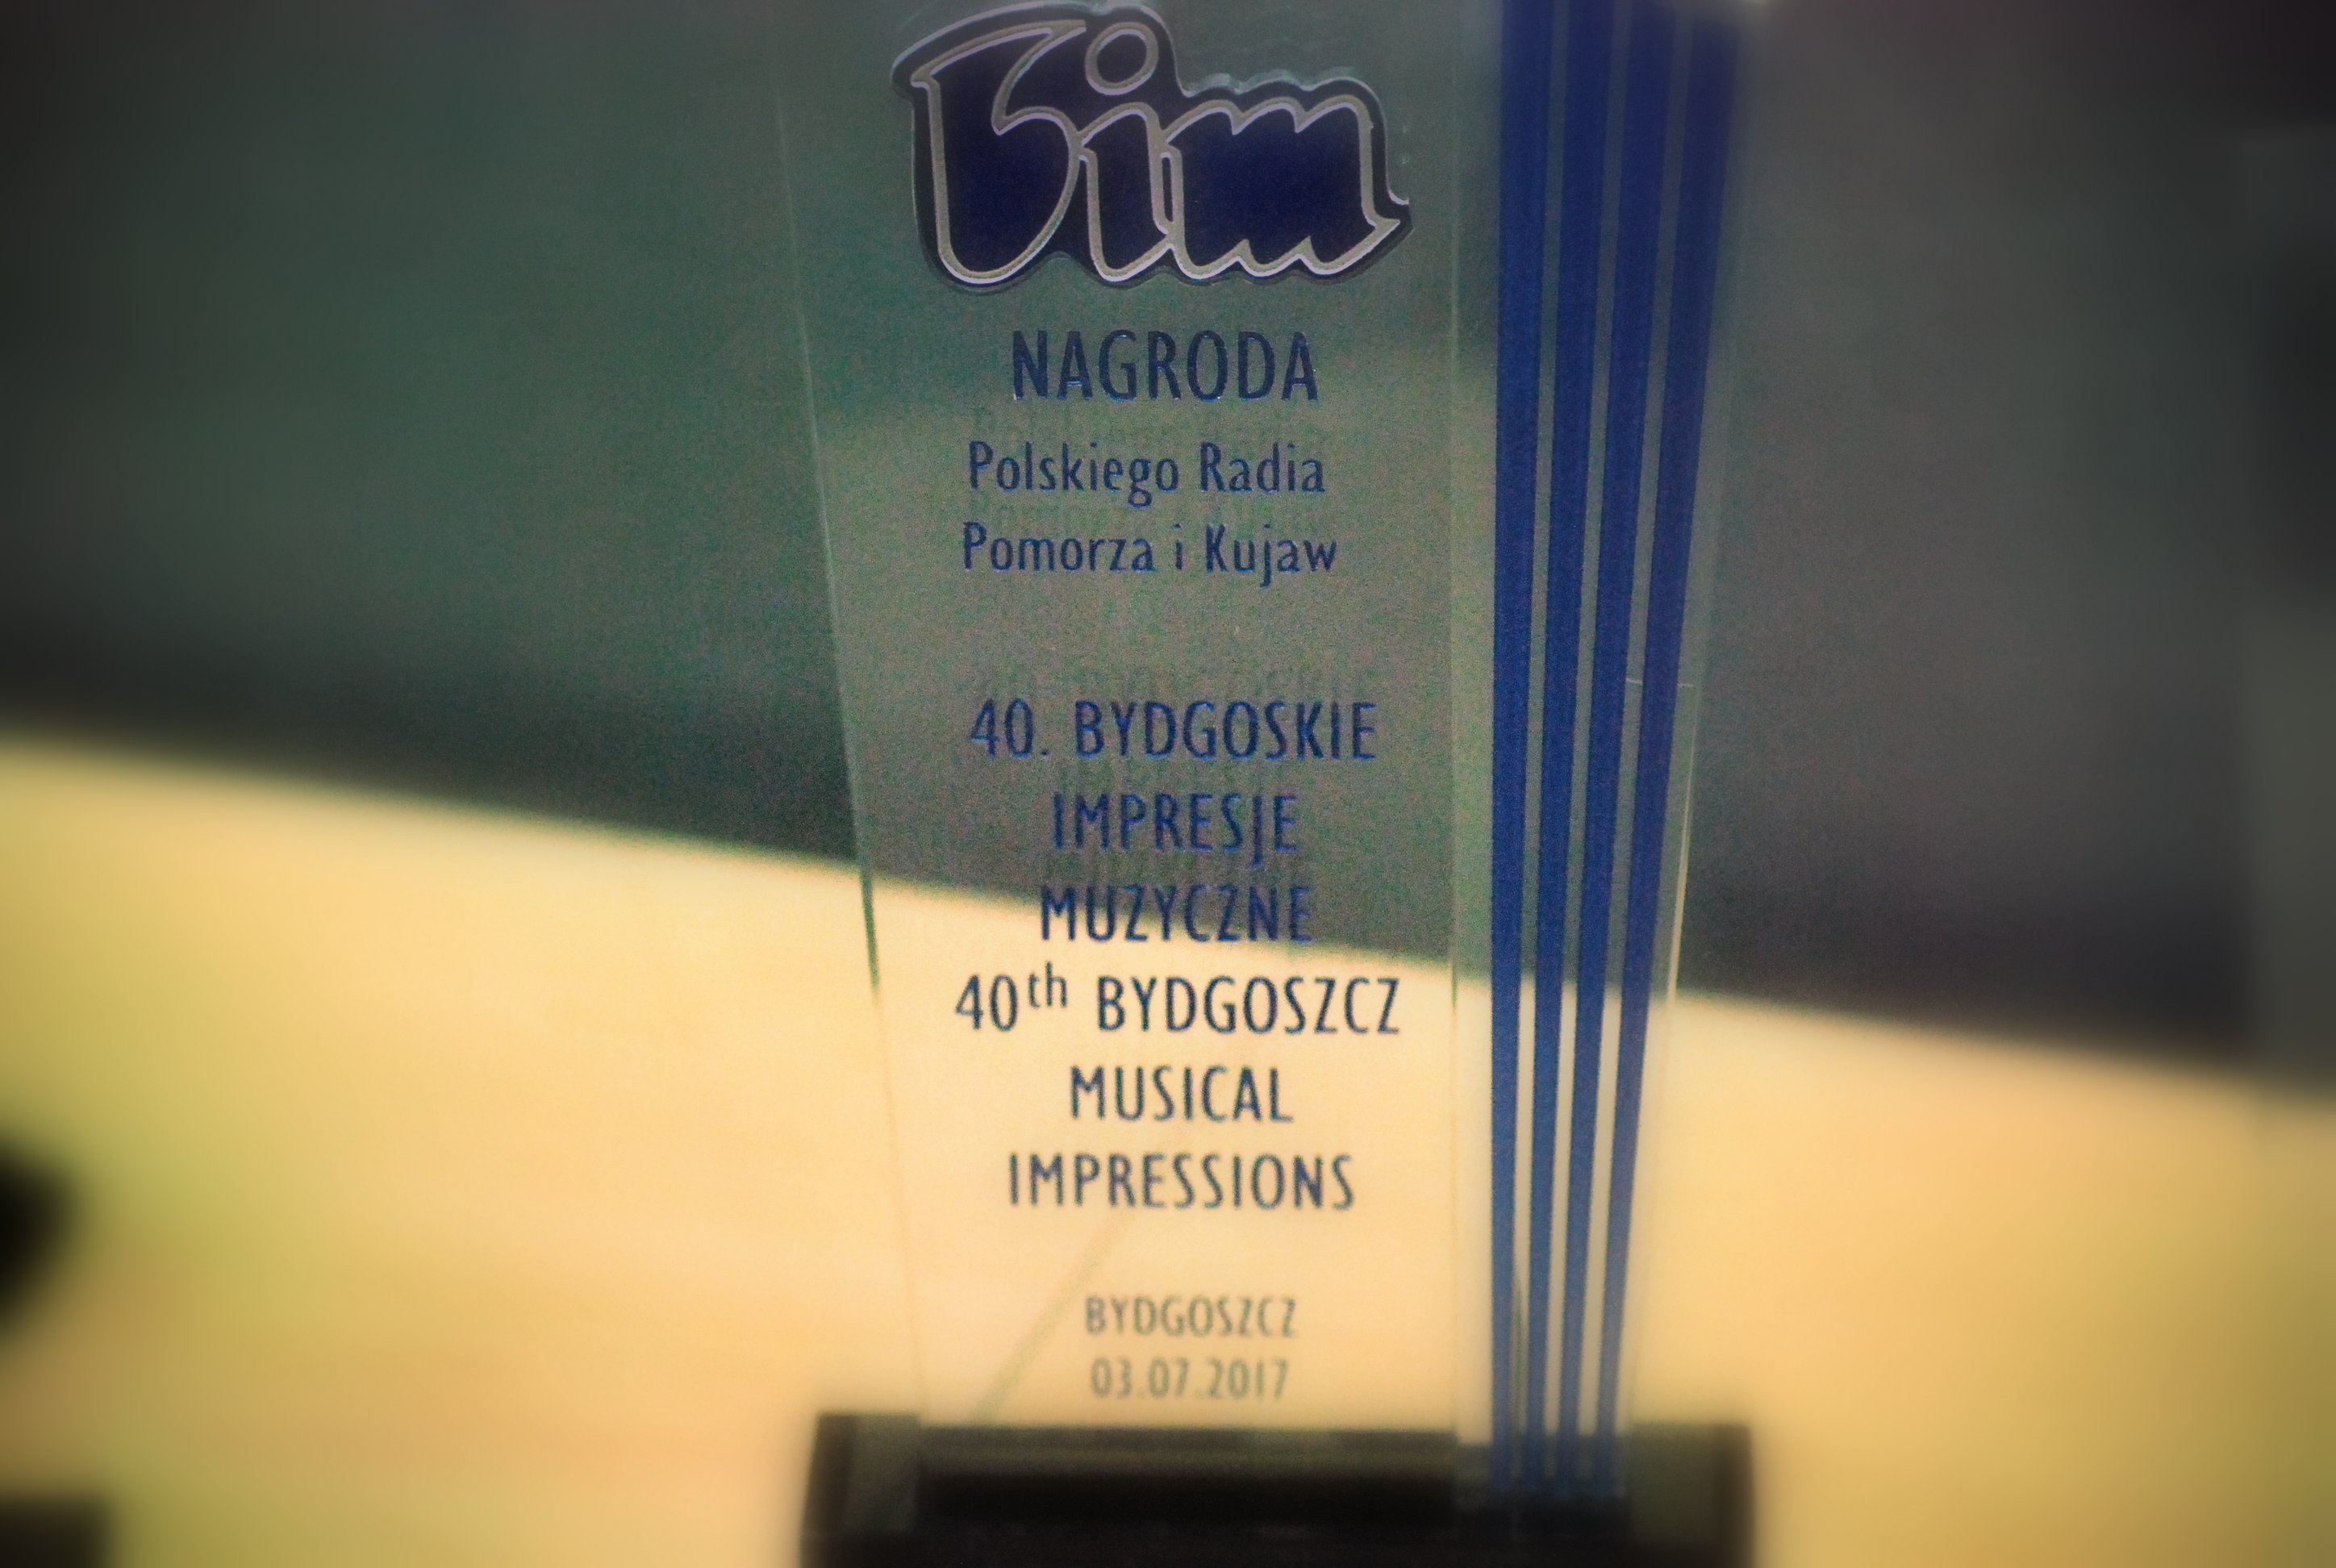 bim
NAGRODA
Polskiego Radia
Pomorza i Kujaw
40. BYDGOSKIE
IMPRESJE
MUZYCZNE
40th BYDGOSZCZ
MUSICAL
IMPRESSIONS
BYDGOSZCZ
03.07.2017